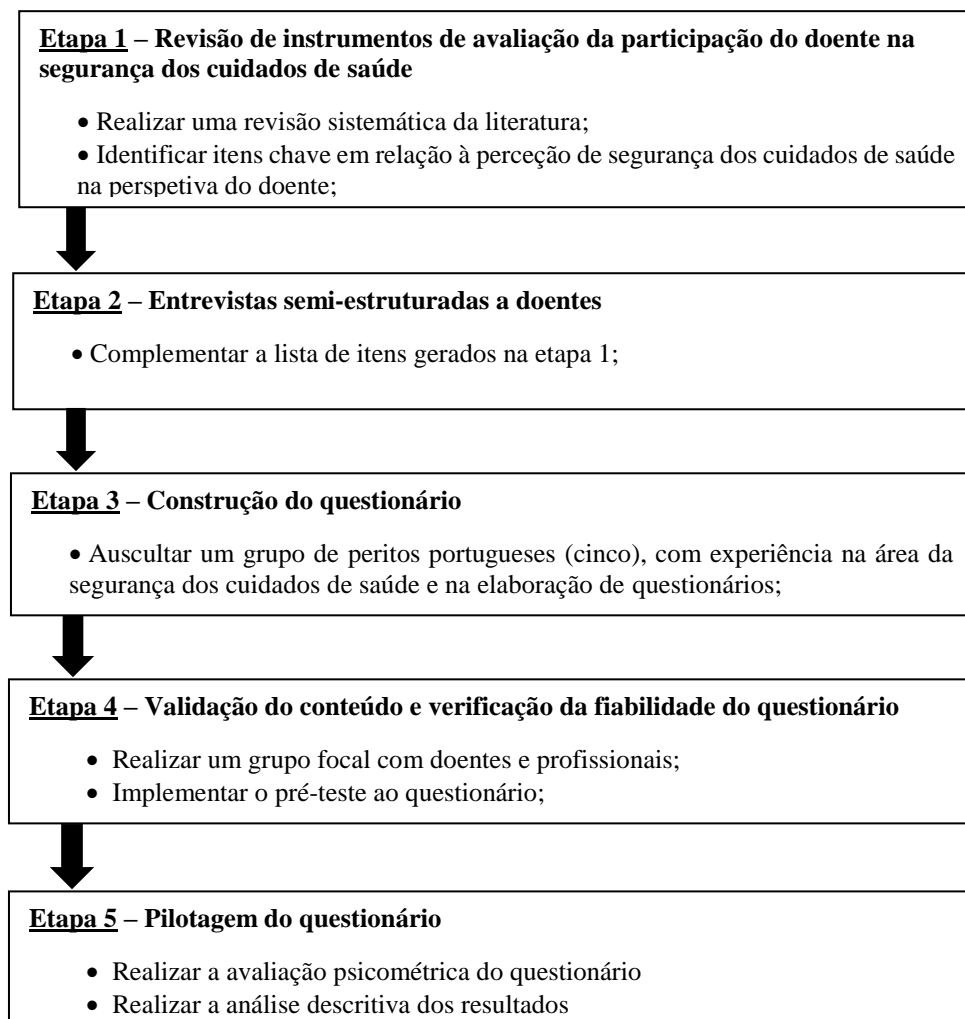 Etapa 1 – Revisão de instrumentos de avaliação da participação do doente na
segurança dos cuidados de saúde
• Realizar uma revisão sistemática da literatura;
• Identificar itens chave em relação à perceção de segurança dos cuidados de saúde
na perspetiva do doente;
Etapa 2 – Entrevistas semi-estruturadas a doentes
• Complementar a lista de itens gerados na etapa 1;
Etapa 3 – Construção do questionário
• Auscultar um grupo de peritos portugueses (cinco), com experiência na área da
segurança dos cuidados de saúde e na elaboração de questionários;
Etapa 4 – Validação do conteúdo e verificação da fiabilidade do questionário
• Realizar um grupo focal com doentes e profissionais;
• Implementar o pré-teste ao questionário;
Etapa 5 – Pilotagem do questionário
• Realizar a avaliação psicométrica do questionário
• Realizar a análise descritiva dos resultados